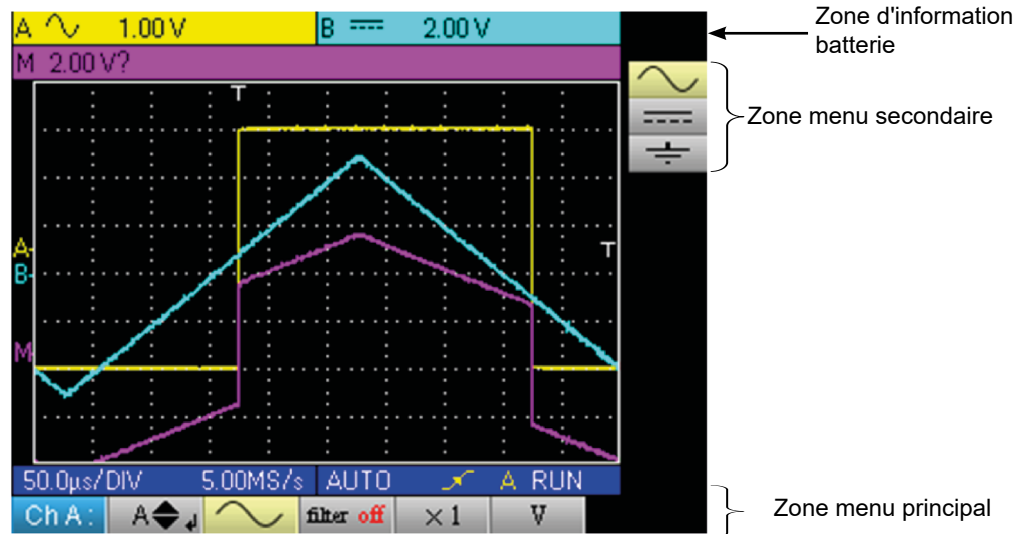 A 1.00 V B 2.00 V
M 2.00 V?
Zone d'information
batterie
Zone menu secondaire
T
T
A
B
M
50.0µs/DIV 5.00MS/s AUTO A RUN
Ch A: A filter off ×1 V
Zone menu principal